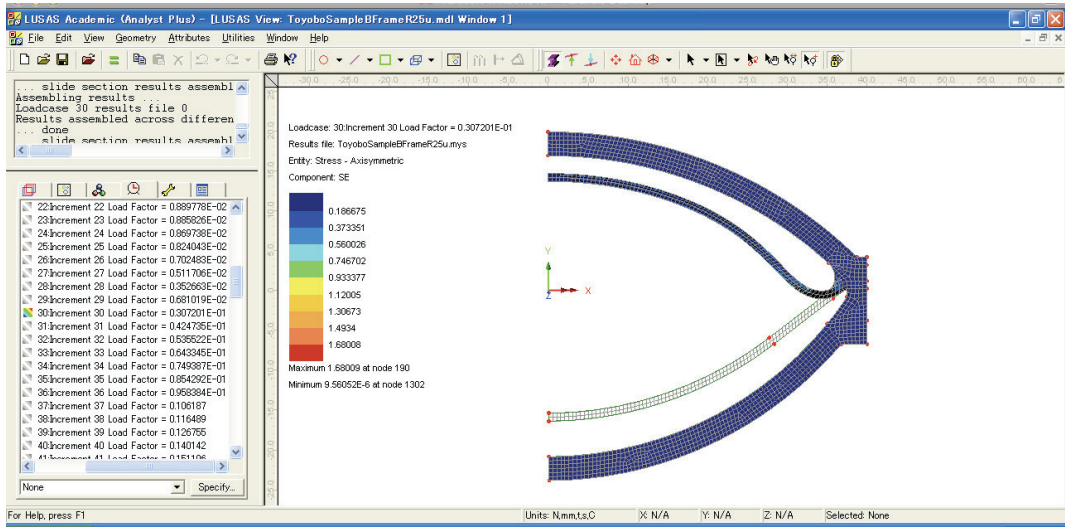 LUSAS Academic (Analyst Plus) - [LUSAS View: ToyoboSampleBFrameR25u.mdl Window 1]
File Edit View Geometry Attributes Utilities Window Help
... slide section results assembl
Assembling results ...
Loadcase 30 results file 0
Results assembled across differen
... done
slide section results assembl
22:Increment 22 Load Factor = 0.889778E-02
23:Increment 23 Load Factor = 0.885826E-02
24:Increment 24 Load Factor = 0.869738E-02
25:Increment 25 Load Factor = 0.824043E-02
26:Increment 26 Load Factor = 0.702483E-02
27:Increment 27 Load Factor = 0.511706E-02
28:Increment 28 Load Factor = 0.352663E-02
29:Increment 29 Load Factor = 0.681019E-02
30:Increment 30 Load Factor = 0.307201E-01
31:Increment 31 Load Factor = 0.424735E-01
32:Increment 32 Load Factor = 0.535522E-01
33:Increment 33 Load Factor = 0.643345E-01
34:Increment 34 Load Factor = 0.749387E-01
35:Increment 35 Load Factor = 0.854292E-01
36:Increment 36 Load Factor = 0.958384E-01
37:Increment 37 Load Factor = 0.106187
38:Increment 38 Load Factor = 0.116489
39:Increment 39 Load Factor = 0.126755
40:Increment 40 Load Factor = 0.140142
41:Increment 41 Load Factor = 0.151196
None
Specify...
-30.0 -25.0 -20.0 -15.0 -10.0 -5.0 0.0 5.0 10.0 15.0 20.0 25.0 30.0 35.0 40.0 45.0 50.0 55.0 60.0
Loadcase: 30:Increment 30 Load Factor = 0.307201E-01
Results file: ToyoboSampleBFrameR25u.mys
Entity: Stress - Axisymmetric
Component: SE
0.186675
0.373351
0.560026
0.746702
0.933377
1.12005
1.30673
1.4934
1.68008
Maximum 1.68009 at node 190
Minimum 9.56052E-6 at node 1302
Y
Z
X
For Help, press F1
Units: N,mm,t,s,C
X: N/A
Y: N/A
Z: N/A
Selected: None